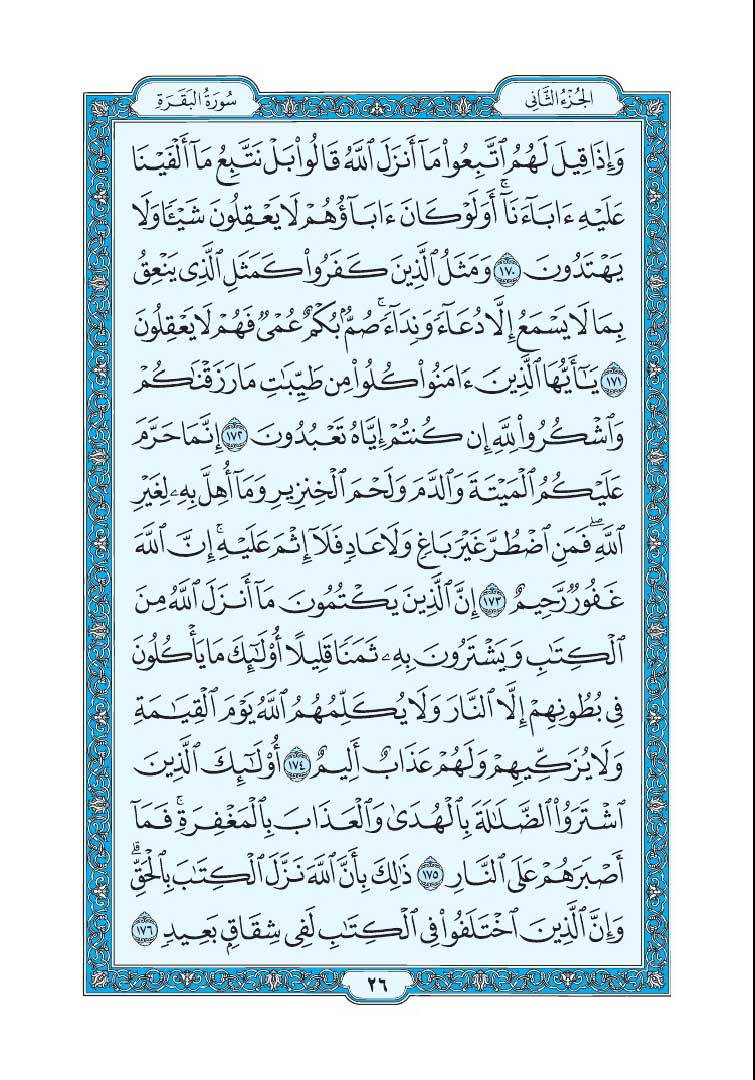 الجُزْءُ الثَّانِي
سُورَةُ البَقَرَةِ
وَإِذَا قِيلَ لَهُمُ ٱتَّبِعُوا۟ مَآ أَنزَلَ ٱللَّهُ قَالُوا۟ بَلْ نَتَّبِعُ مَآ أَلْفَيْنَا
عَلَيْهِ ءَابَآءَنَآ ۚ أَوَلَوْ كَانَ ءَابَآؤُهُمْ لَا يَعْقِلُونَ شَيْـًٔا وَلَا
يَهْتَدُونَ ١٧٠ وَمَثَلُ ٱلَّذِينَ كَفَرُوا۟ كَمَثَلِ ٱلَّذِى يَنْعِقُ
بِمَا لَا يَسْمَعُ إِلَّا دُعَآءً وَنِدَآءً ۚ صُمٌّۢ بُكْمٌ عُمْىٌ فَهُمْ لَا يَعْقِلُونَ
١٧١ يَـٰٓأَيُّهَا ٱلَّذِينَ ءَامَنُوا۟ كُلُوا۟ مِن طَيِّبَـٰتِ مَا رَزَقْنَـٰكُمْ
وَٱشْكُرُوا۟ لِلَّهِ إِن كُنتُمْ إِيَّاهُ تَعْبُدُونَ ١٧٢ إِنَّمَا حَرَّمَ
عَلَيْكُمُ ٱلْمَيْتَةَ وَٱلدَّمَ وَلَحْمَ ٱلْخِنزِيرِ وَمَآ أُهِلَّ بِهِۦ لِغَيْرِ
ٱللَّهِ ۖ فَمَنِ ٱضْطُرَّ غَيْرَ بَاغٍ وَلَا عَادٍ فَلَآ إِثْمَ عَلَيْهِ ۚ إِنَّ ٱللَّهَ
غَفُورٌ رَّحِيمٌ ١٧٣ إِنَّ ٱلَّذِينَ يَكْتُمُونَ مَآ أَنزَلَ ٱللَّهُ مِنَ
ٱلْكِتَـٰبِ وَيَشْتَرُونَ بِهِۦ ثَمَنًا قَلِيلًا أُو۟لَـٰٓئِكَ مَا يَأْكُلُونَ
فِى بُطُونِهِمْ إِلَّا ٱلنَّارَ وَلَا يُكَلِّمُهُمُ ٱللَّهُ يَوْمَ ٱلْقِيَـٰمَةِ
وَلَا يُزَكِّيهِمْ وَلَهُمْ عَذَابٌ أَلِيمٌ ١٧٤ أُو۟لَـٰٓئِكَ ٱلَّذِينَ
ٱشْتَرَوُا۟ ٱلضَّلَـٰلَةَ بِٱلْهُدَىٰ وَٱلْعَذَابَ بِٱلْمَغْفِرَةِ ۚ فَمَآ
أَصْبَرَهُمْ عَلَى ٱلنَّارِ ١٧٥ ذَٰلِكَ بِأَنَّ ٱللَّهَ نَزَّلَ ٱلْكِتَـٰبَ بِٱلْحَقِّ ۗ
وَإِنَّ ٱلَّذِينَ ٱخْتَلَفُوا۟ فِى ٱلْكِتَـٰبِ لَفِى شِقَاقٍۭ بَعِيدٍ ١٧٦
٢٦